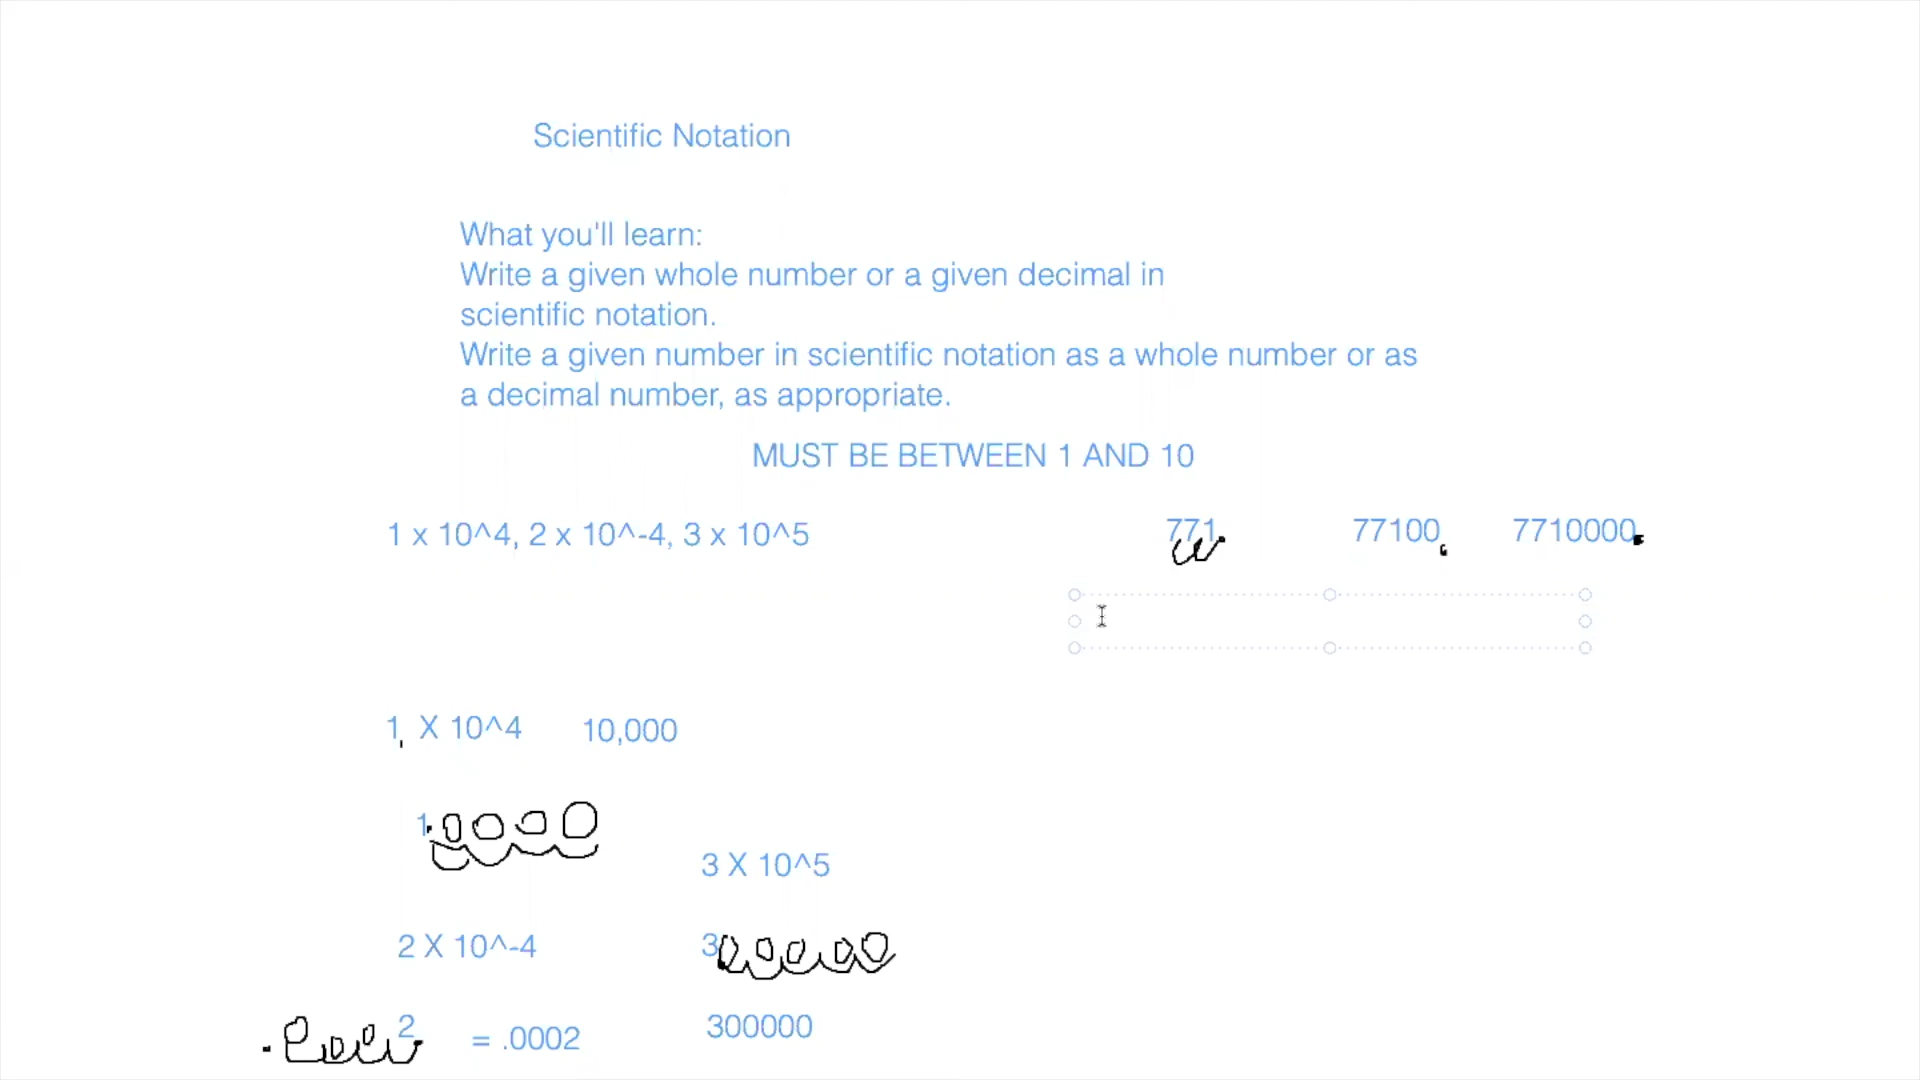 Scientific Notation
What you'll learn:
Write a given whole number or a given decimal in
scientific notation.
Write a given number in scientific notation as a whole number or as
a decimal number, as appropriate.
MUST BE BETWEEN 1 AND 10
1 x 10^4, 2 x 10^-4, 3 x 10^5
771. 77100. 7710000.
1. X 10^4 10,000
1.0000
3 X 10^5
2 X 10^-4
3.00000
.0002. = .0002
300000